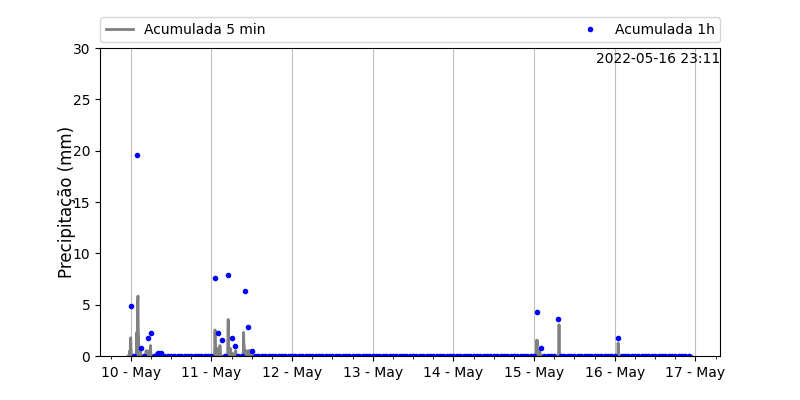 Acumulada 5 min Acumulada 1h
2022-05-16 23:11
Precipitação (mm)
30
25
20
15
10
5
0
10 - May 11 - May 12 - May 13 - May 14 - May 15 - May 16 - May 17 - May